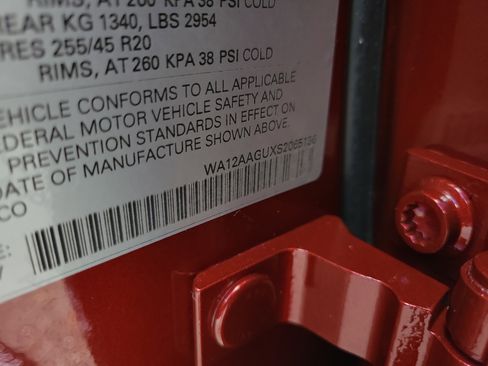 RIMS, AT 260 KPA 38 PSI COLD
REAR KG 1340, LBS 2954
RES 255/45 R20
RIMS, AT 260 KPA 38 PSI COLD
EHICLE CONFORMS TO ALL APPLICABLE
EDERAL MOTOR VEHICLE SAFETY AND
PREVENTION STANDARDS IN EFFECT ON
DATE OF MANUFACTURE SHOWN ABOVE.
WA12AAGUXS2065136
CO